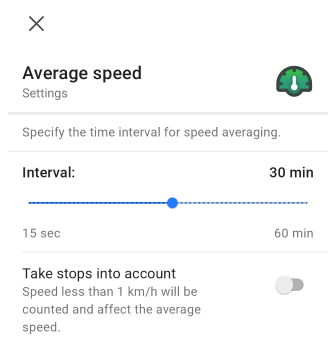 Average speed
Settings
Specify the time interval for speed averaging.
Interval: 30 min
15 sec 60 min
Take stops into account
Speed less than 1 km/h will be
counted and affect the average
speed.